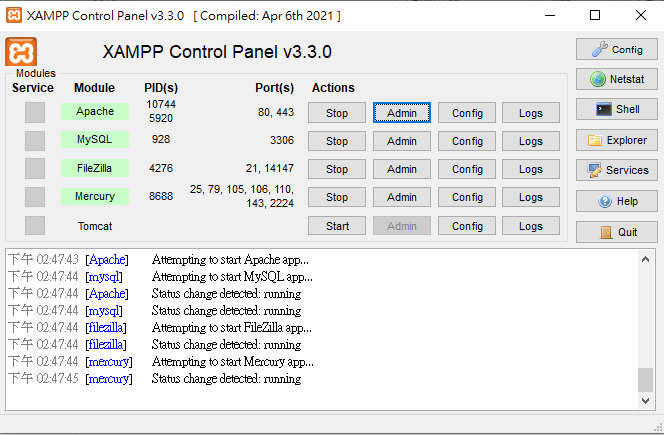 XAMPP Control Panel v3.3.0 [ Compiled: Apr 6th 2021 ]
XAMPP Control Panel v3.3.0
Modules
Service Module PID(s) Port(s) Actions
Apache 10744 5920 80, 443 Stop Admin Config Logs
MySQL 928 3306 Stop Admin Config Logs
FileZilla 4276 21, 14147 Stop Admin Config Logs
Mercury 8688 25, 79, 105, 106, 110, 143, 2224 Stop Admin Config Logs
Tomcat Start Admin Config Logs
Config
Netstat
Shell
Explorer
Services
Help
Quit
下午 02:47:43 [Apache] Attempting to start Apache app...
下午 02:47:44 [mysql] Attempting to start MySQL app...
下午 02:47:44 [Apache] Status change detected: running
下午 02:47:44 [mysql] Status change detected: running
下午 02:47:44 [filezilla] Attempting to start FileZilla app...
下午 02:47:44 [filezilla] Status change detected: running
下午 02:47:44 [mercury] Attempting to start Mercury app...
下午 02:47:45 [mercury] Status change detected: running